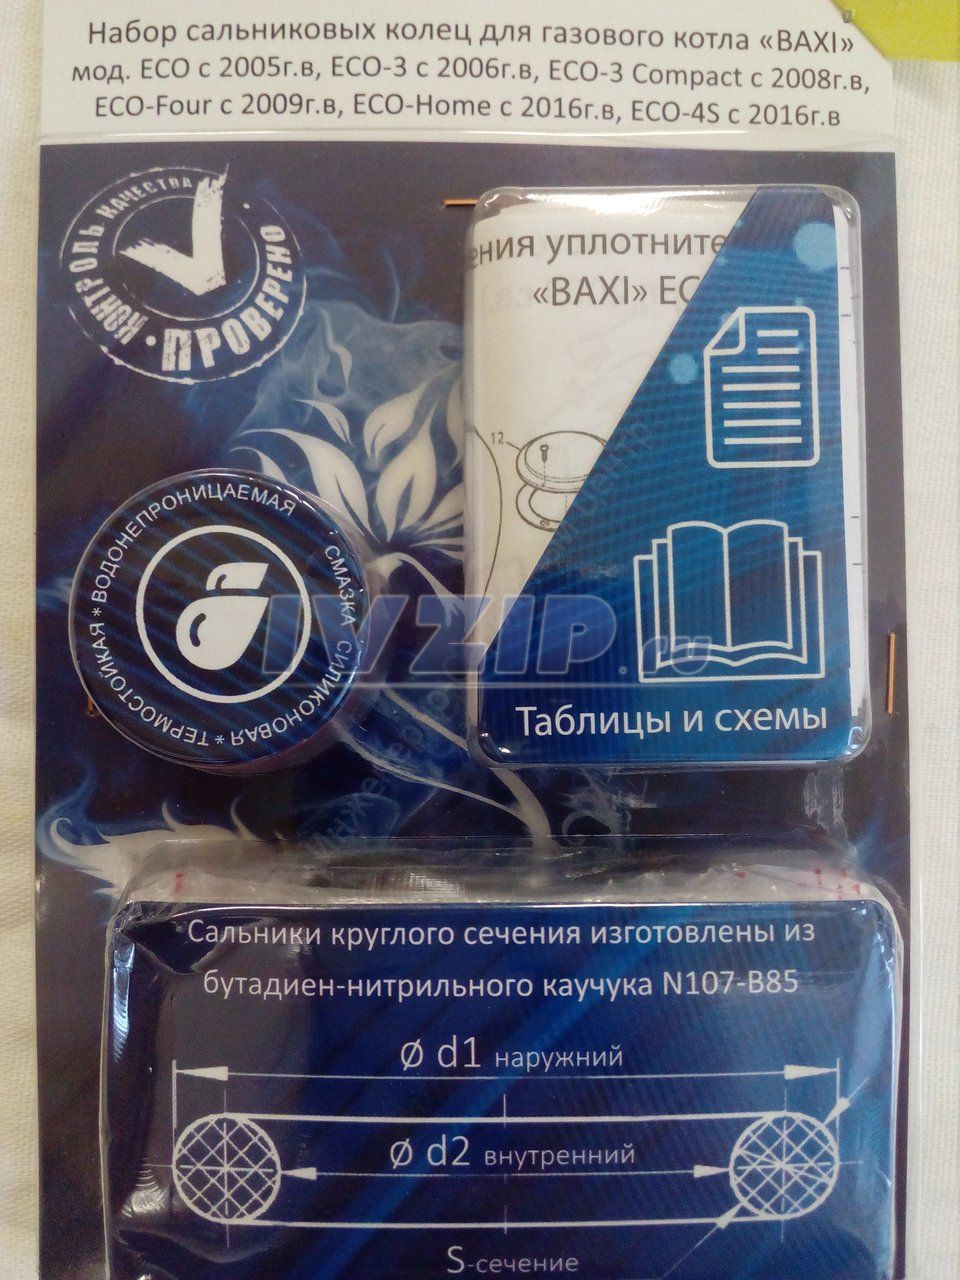 Набор сальниковых колец для газового котла «BAXI»
мод. ECO с 2005г.в, ECO-3 с 2006г.в, ECO-3 Compact с 2008г.в,
ECO-Four с 2009г.в, ECO-Home с 2016г.в, ECO-4S с 2016г.в
КОНТРОЛЬ КАЧЕСТВА
• ПРОВЕРЕНО
ения уплотните
«BAXI» EC
12
СМАЗКА СИЛИКОНОВАЯ * ТЕРМОСТОЙКАЯ * ВОДОНЕПРОНИЦАЕМАЯ
IVZIP.ru
Таблицы и схемы
Сальники круглого сечения изготовлены из
бутадиен-нитрильного каучука N107-B85
Ø d1 наружний
Ø d2 внутренний
S-сечение